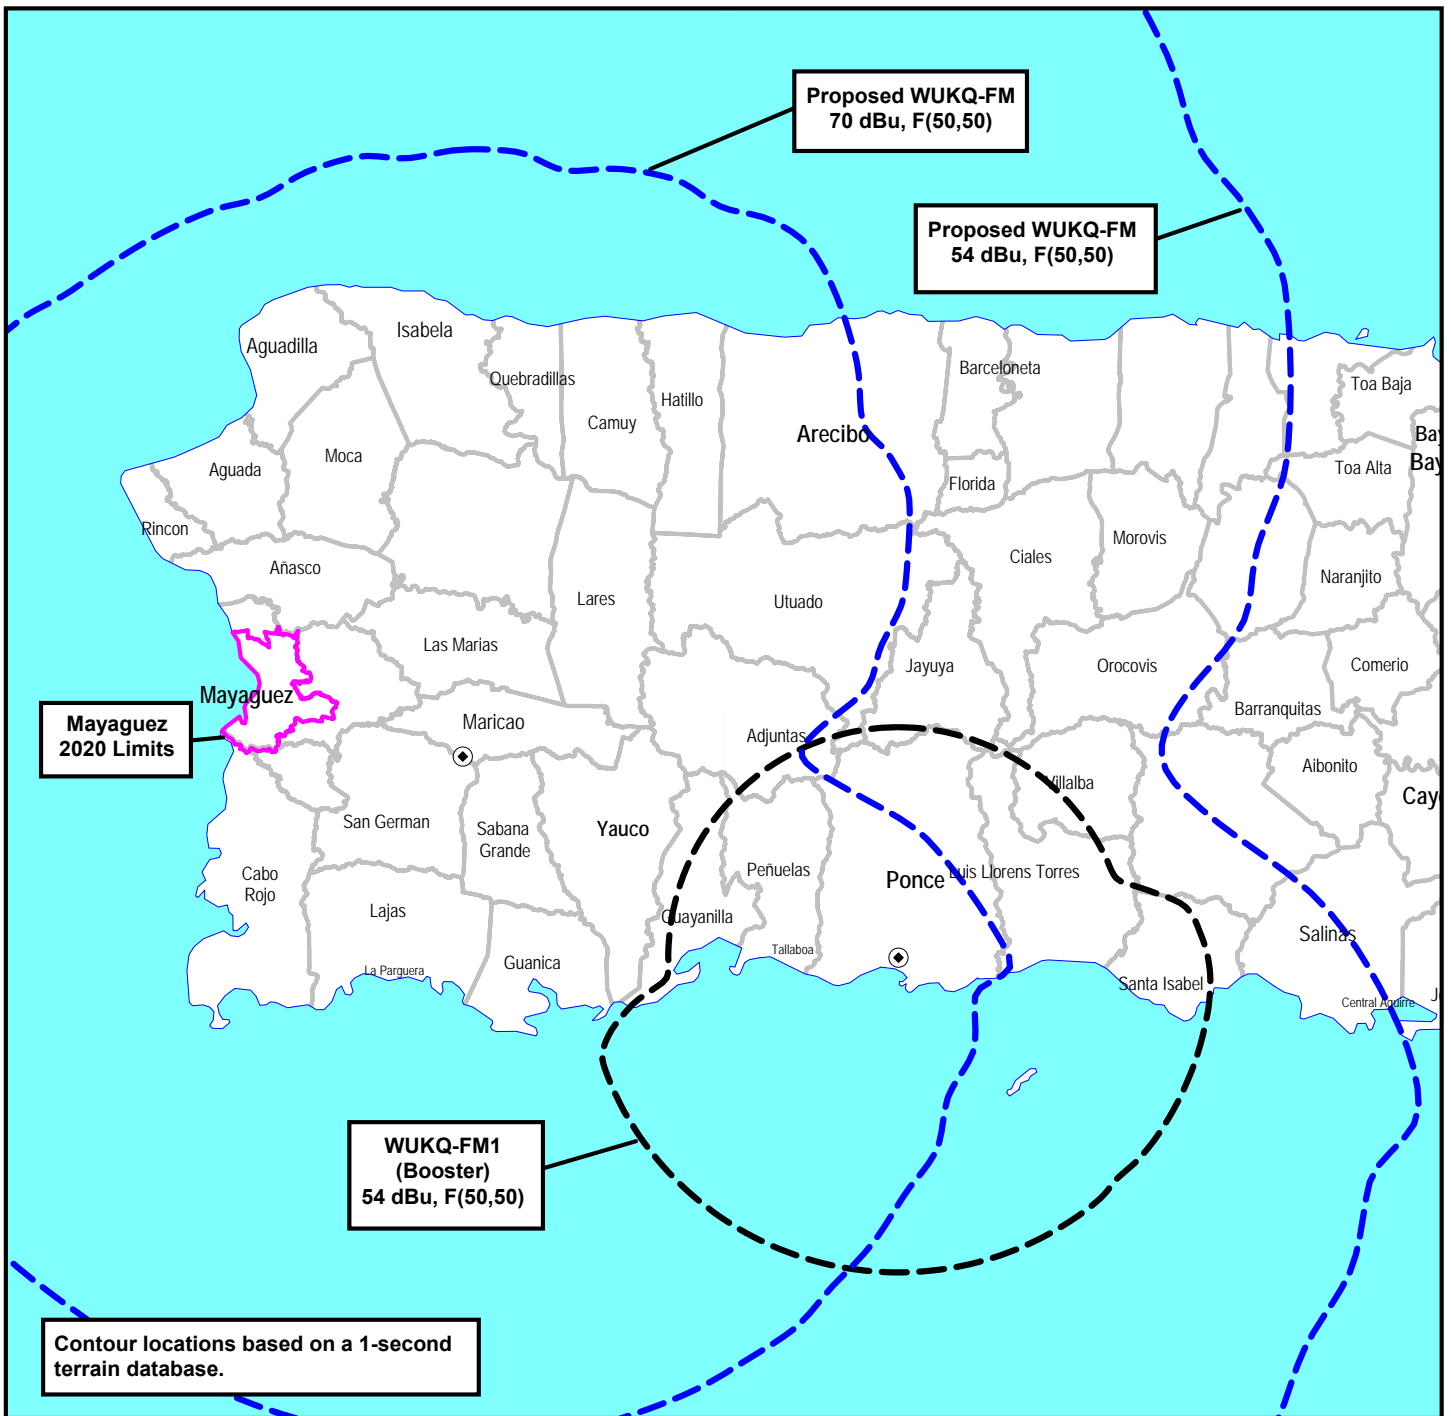 Proposed WUKQ-FM
70 dBu, F(50,50)
Proposed WUKQ-FM
54 dBu, F(50,50)
Isabela
Aguadilla
Quebradillas
Barceloneta
Toa Baja
Hatillo
Camuy
Arecibo
Bay
Moca
Aguada
Toa Alta
Bay
Florida
Rincon
Morovis
Ciales
Añasco
Naranjito
Lares
Utuado
Las Marias
Jayuya
Orocovis
Comerio
Mayaguez
Mayaguez
2020 Limits
Maricao
Barranquitas
Adjuntas
Aibonito
Villalba
Cay
San German
Sabana
Grande
Yauco
Cabo
Rojo
Peñuelas
Ponce
Luis Llorens Torres
Lajas
Guayanilla
Salinas
Tallaboa
Guanica
La Parguera
Santa Isabel
Central Aguirre
J
WUKQ-FM1
(Booster)
54 dBu, F(50,50)
Contour locations based on a 1-second
terrain database.